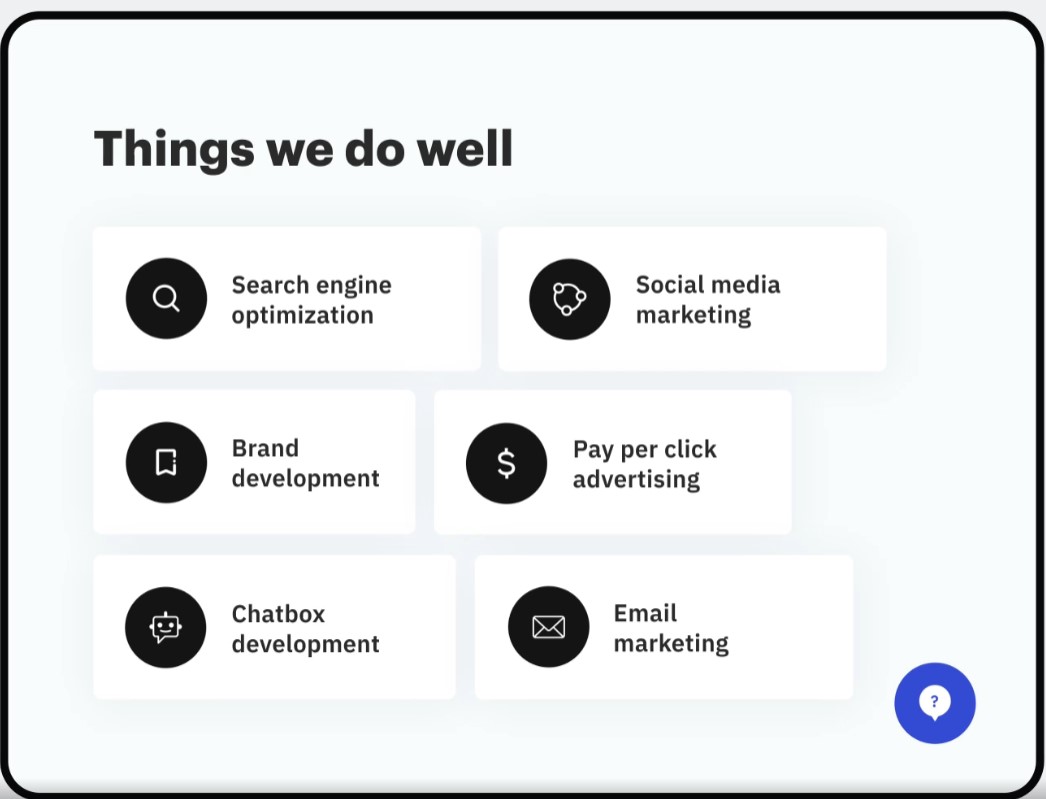 Things we do well
Search engine
optimization
Social media
marketing
Brand
development
$
Pay per click
advertising
Chatbox
development
Email
marketing
?